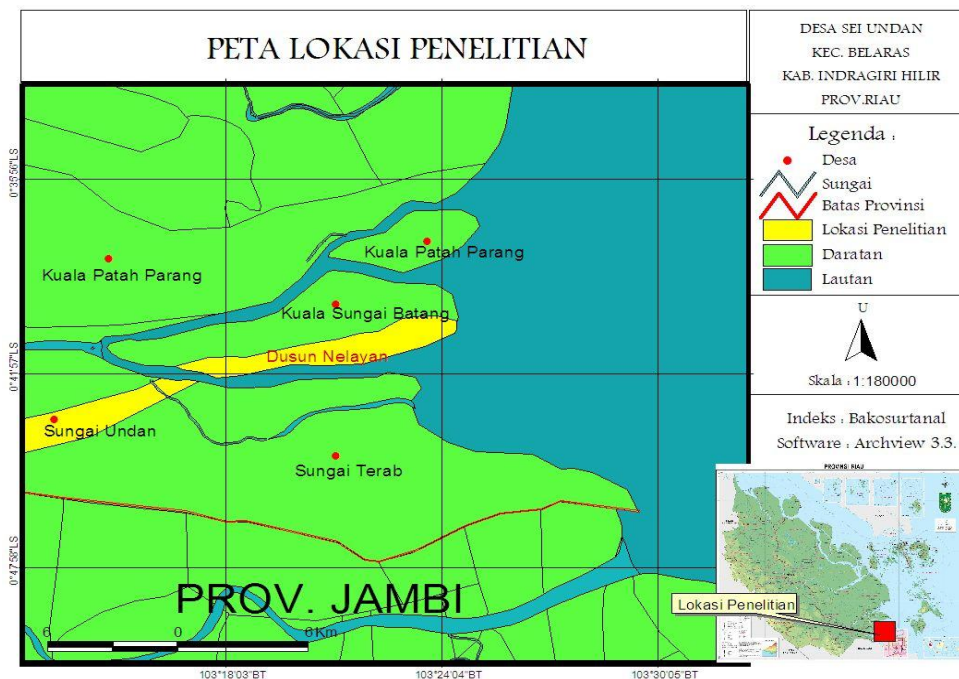 PETA LOKASI PENELITIAN
DESA SEI UNDAN
KEC. BELARAS
KAB. INDRAGIRI HILIR
PROV.RIAU
Legenda :
Desa
Sungai
Batas Provinsi
Lokasi Penelitian
Daratan
Lautan
U
Skala : 1:180000
Indeks : Bakosurtanal
Software : Archview 3.3.
PROVINSI RIAU
Lokasi Penelitian
0°35'56"LS
0°41'57"LS
0°47'58"LS
Kuala Patah Parang
Kuala Patah Parang
Kuala Sungai Batang
Dusun Nelayan
Sungai Undan
Sungai Terab
PROV. JAMBI
6 0 6 Km
103°18'03"BT 103°24'04"BT 103°30'05"BT